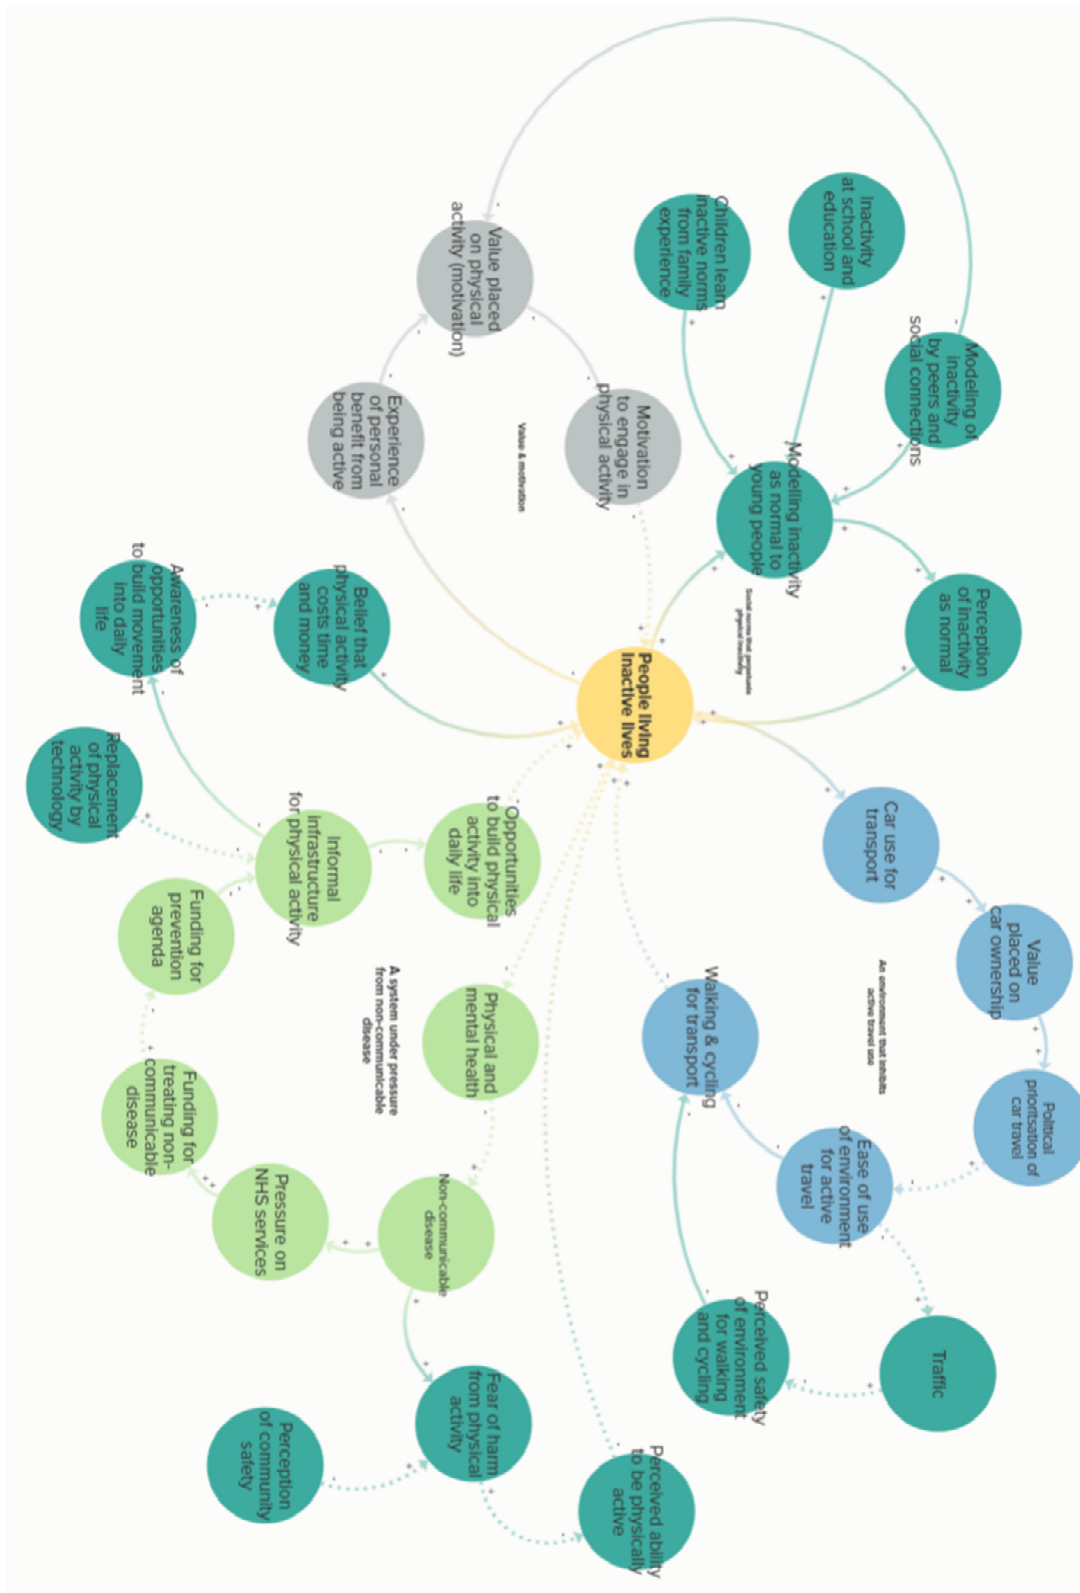 Political
prioritsation of
car travel
Value
placed on
car ownership
Perception
of inactivity
as normal
Modeling of
inactivity
by peers and
social connections
Traffic
Car use for
transport
An environment that inhibits
active travel use
Inactivity
at school and
education
Ease of use
of environment
for active
travel
Modelling inactivity
as normal to
young people
Social norms that perpetuate
physical inactivity
Perceived safety
of environment
for walking
and cycling
Children learn
inactive norms
from family
experience
Walking & cycling
for transport
People living
inactive lives
Perceived ability
to be physically
active
Motivation
to engage in
physical activity
Value & motivation
Opportunities
to build physical
activity into
daily life
Value placed
on physical
activity (motivation)
Physical and
mental health
Fear of harm
from physical
activity
Non-communicable
disease
A system under pressure
from non-communicable
disease
Experience
of personal
benefit from
being active
Belief that
physical activity
costs time
and money
Informal
infrastructure
for physical activity
Pressure on
NHS services
Perception
of community
safety
Funding for
prevention
agenda
Awareness of
opportunities
to build movement
into daily
life
Funding for
treating non-
communicable
disease
Replacement
of physical
activity by
technology